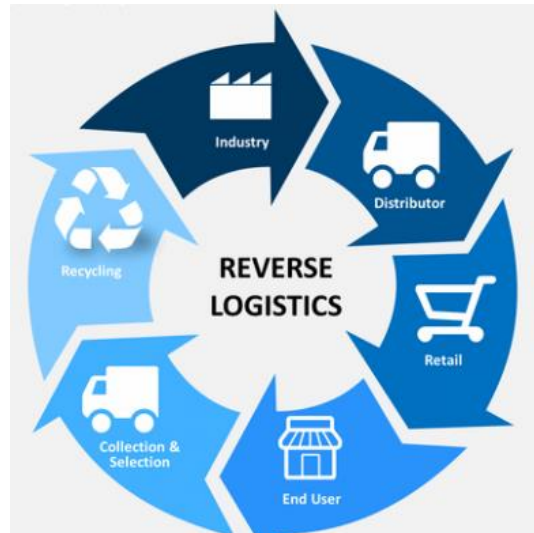 Industry
Distributor
REVERSE
LOGISTICS
Recycling
Retail
Collection &
Selection
End User